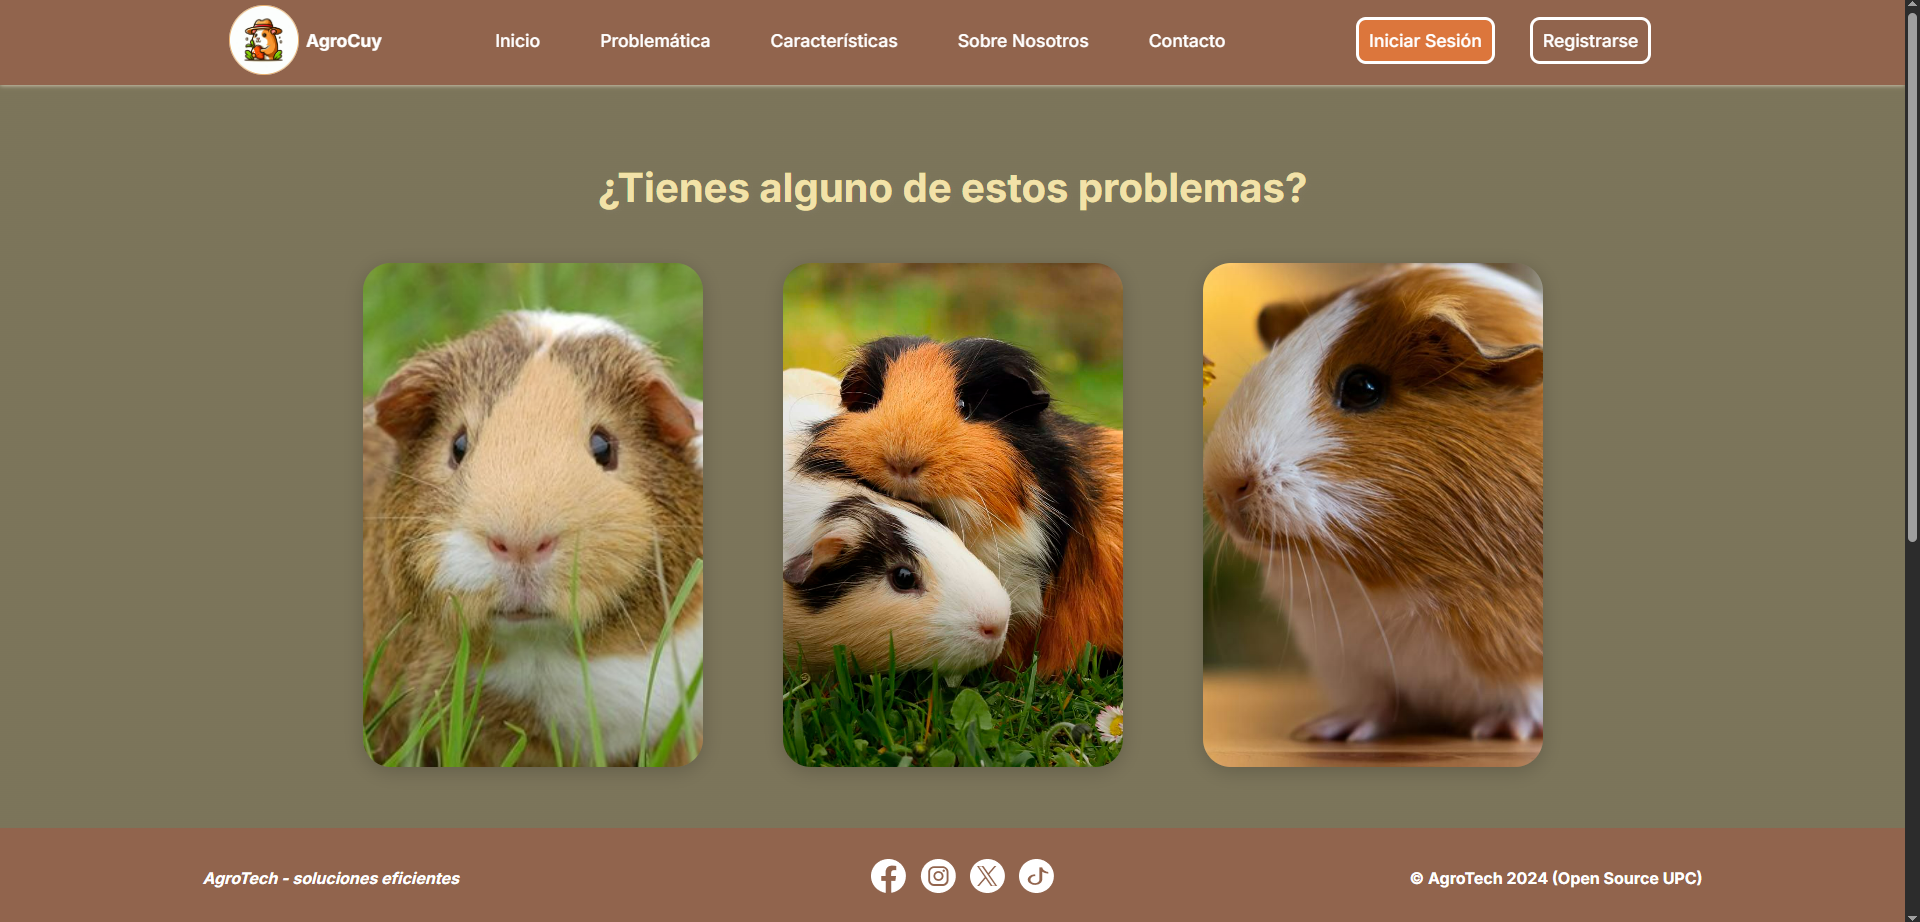 AgroCuy
Inicio
Problemática
Características
Sobre Nosotros
Contacto
Iniciar Sesión
Registrarse
¿Tienes alguno de estos problemas?
AgroTech - soluciones eficientes
© AgroTech 2024 (Open Source UPC)